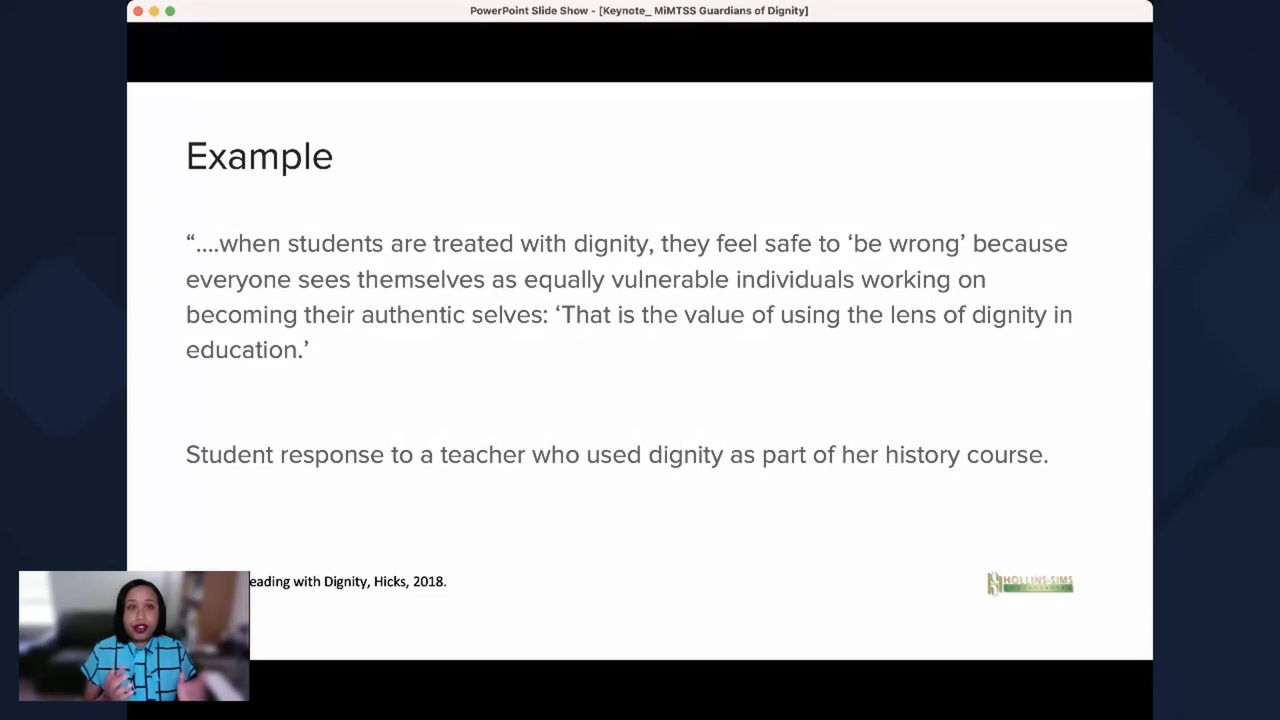 PowerPoint Slide Show - [Keynote_ MiMTSS Guardians of Dignity]
Example
“....when students are treated with dignity, they feel safe to ‘be wrong’ because
everyone sees themselves as equally vulnerable individuals working on
becoming their authentic selves: ‘That is the value of using the lens of dignity in
education.’
Student response to a teacher who used dignity as part of her history course.
eading with Dignity, Hicks, 2018.
HOLLINS-SIMS